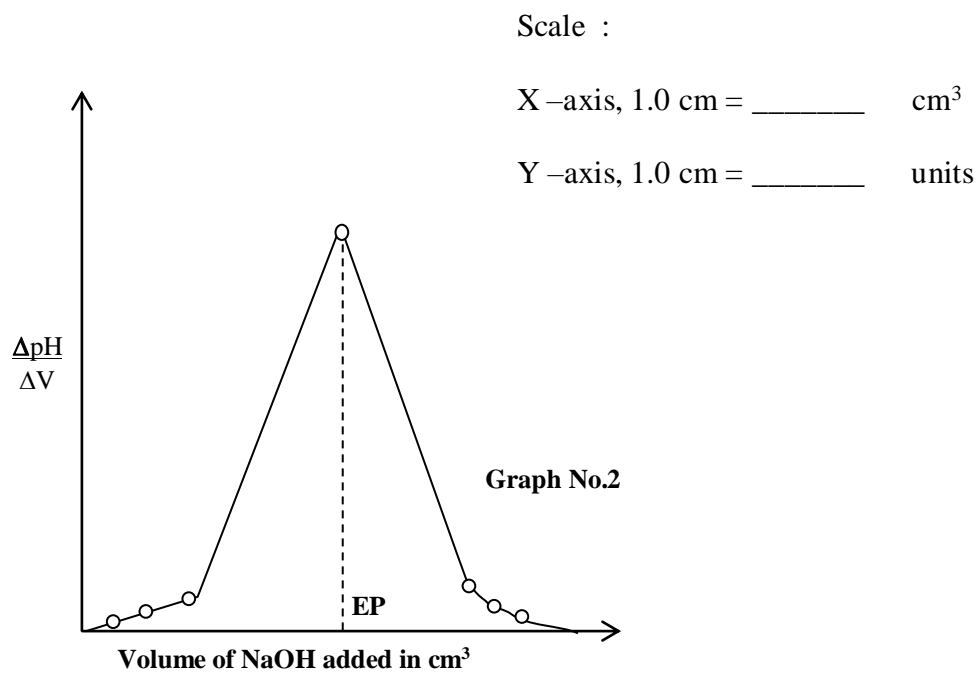 Scale :
X –axis, 1.0 cm = _______ cm³
Y –axis, 1.0 cm = _______ units
ΔpH
ΔV
Graph No.2
EP
Volume of NaOH added in cm³